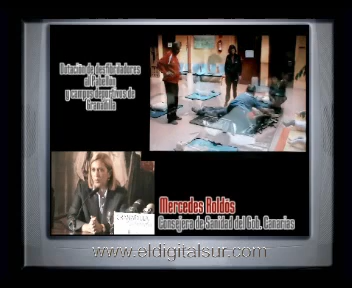 Dotación de desfibriladores
al Pabellón
y campos deportivos de
Granadilla
Mercedes Roldós
Consejera de Sanidad del Gob. Canarias
www.eldigitalsur.com